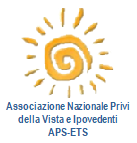 Associazione Nazionale Privi
della Vista e Ipovedenti
APS-ETS